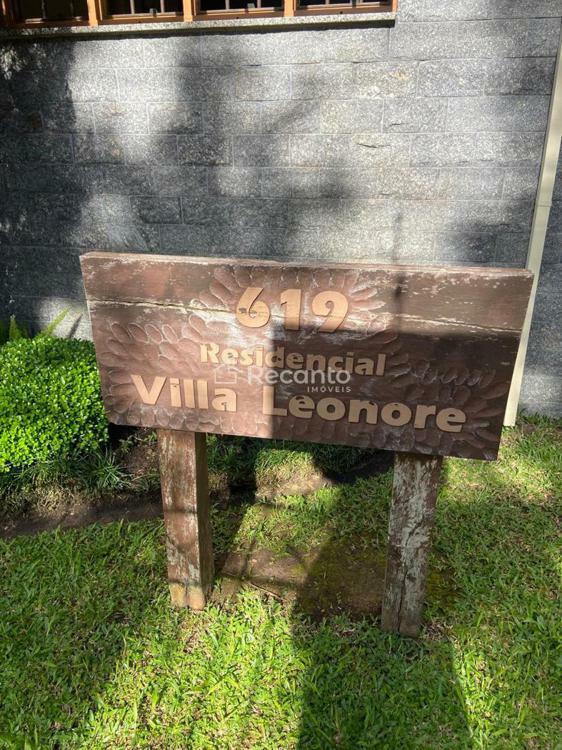 619
Residencial
Villa Leonore
Recanto
IMÓVEIS